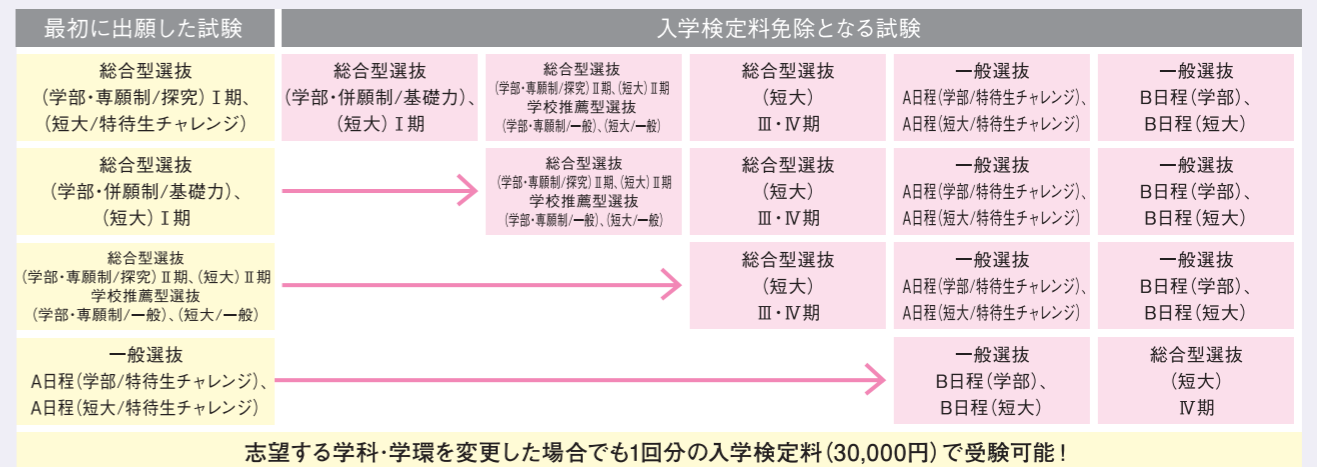 最初に出願した試験
入学検定料免除となる試験
総合型選抜
(学部・専願制/探究)Ⅰ期、
(短大/特待生チャレンジ)
総合型選抜
(学部・併願制/基礎力)、
(短大)Ⅰ期
総合型選抜
(学部・専願制/探究)Ⅱ期、(短大)Ⅱ期
学校推薦型選抜
(学部・専願制/一般)、(短大/一般)
総合型選抜
(短大)
Ⅲ・Ⅳ期
一般選抜
A日程(学部/特待生チャレンジ)、
A日程(短大/特待生チャレンジ)
一般選抜
B日程(学部)、
B日程(短大)
総合型選抜
(学部・併願制/基礎力)、
(短大)Ⅰ期
総合型選抜
(学部・専願制/探究)Ⅱ期、(短大)Ⅱ期
学校推薦型選抜
(学部・専願制/一般)、(短大/一般)
総合型選抜
(短大)
Ⅲ・Ⅳ期
一般選抜
A日程(学部/特待生チャレンジ)、
A日程(短大/特待生チャレンジ)
一般選抜
B日程(学部)、
B日程(短大)
総合型選抜
(学部・専願制/探究)Ⅱ期、(短大)Ⅱ期
学校推薦型選抜
(学部・専願制/一般)、(短大/一般)
総合型選抜
(短大)
Ⅲ・Ⅳ期
一般選抜
A日程(学部/特待生チャレンジ)、
A日程(短大/特待生チャレンジ)
一般選抜
B日程(学部)、
B日程(短大)
一般選抜
A日程(学部/特待生チャレンジ)、
A日程(短大/特待生チャレンジ)
一般選抜
B日程(学部)、
B日程(短大)
総合型選抜
(短大)
Ⅳ期
志望する学科・学環を変更した場合でも1回分の入学検定料(30,000円)で受験可能!